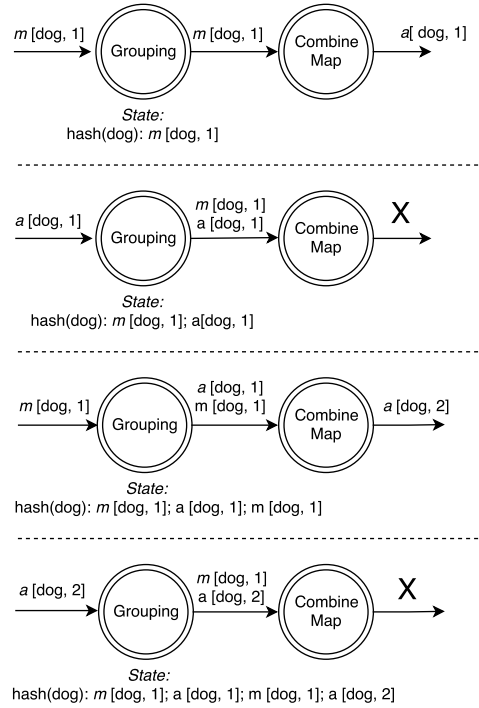 m [dog, 1]
m [dog, 1]
a[ dog, 1]
Grouping
Combine
Map
State:
hash(dog): m [dog, 1]
a [dog, 1]
m [dog, 1]
a [dog, 1]
X
Grouping
Combine
Map
State:
hash(dog): m [dog, 1]; a[dog, 1]
m [dog, 1]
a [dog, 1]
m [dog, 1]
a [dog, 2]
Grouping
Combine
Map
State:
hash(dog): m [dog, 1]; a [dog, 1]; m [dog, 1]
a [dog, 2]
m [dog, 1]
a [dog, 2]
X
Grouping
Combine
Map
State:
hash(dog): m [dog, 1]; a [dog, 1]; m [dog, 1]; a [dog, 2]